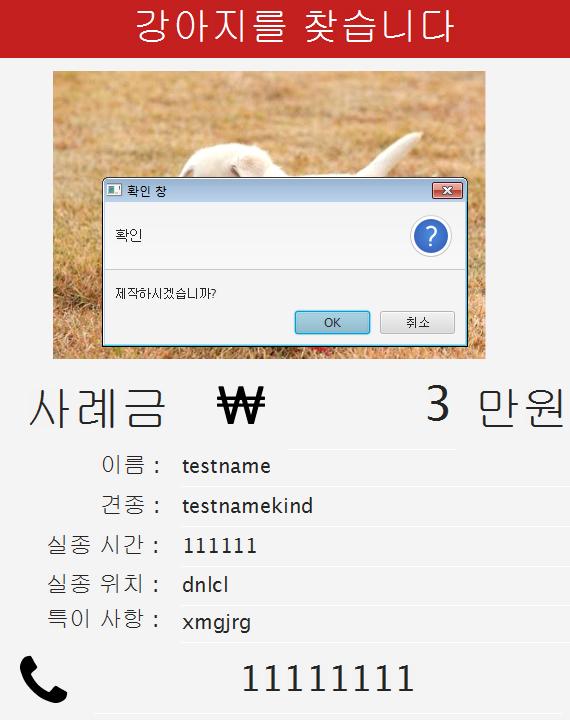 강아지를 찾습니다
확인 창
확인
?
제작하시겠습니까?
OK 취소
사례금 ₩ 3 만원
이름 : testname
견종 : testnamekind
실종 시간 : 111111
실종 위치 : dnlcl
특이 사항 : xmgjrg
11111111